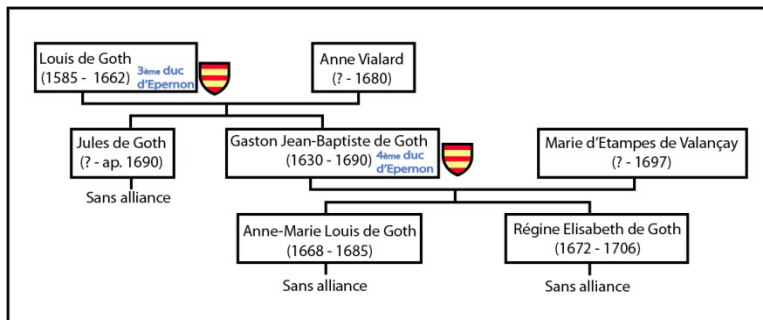 Louis de Goth
(1585 - 1662) 3ème duc
d'Epernon
Anne Vialard
(? - 1680)
Jules de Goth
(? - ap. 1690)
Sans alliance
Gaston Jean-Baptiste de Goth
(1630 - 1690) 4ème duc
d'Epernon
Marie d'Etampes de Valançay
(? - 1697)
Anne-Marie Louis de Goth
(1668 - 1685)
Sans alliance
Régine Elisabeth de Goth
(1672 - 1706)
Sans alliance